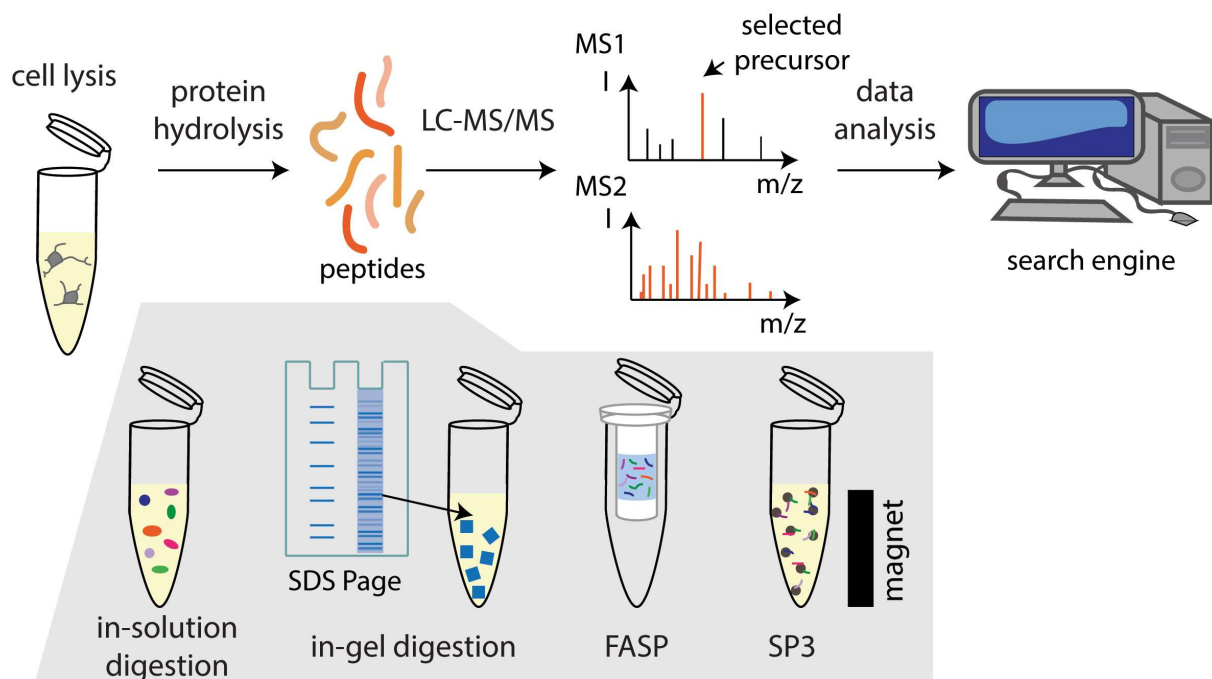 cell lysis
protein
hydrolysis
peptides
LC-MS/MS
MS1
I
selected
precursor
m/z
MS2
I
m/z
data
analysis
search engine
in-solution
digestion
SDS Page
in-gel digestion
FASP
SP3
magnet